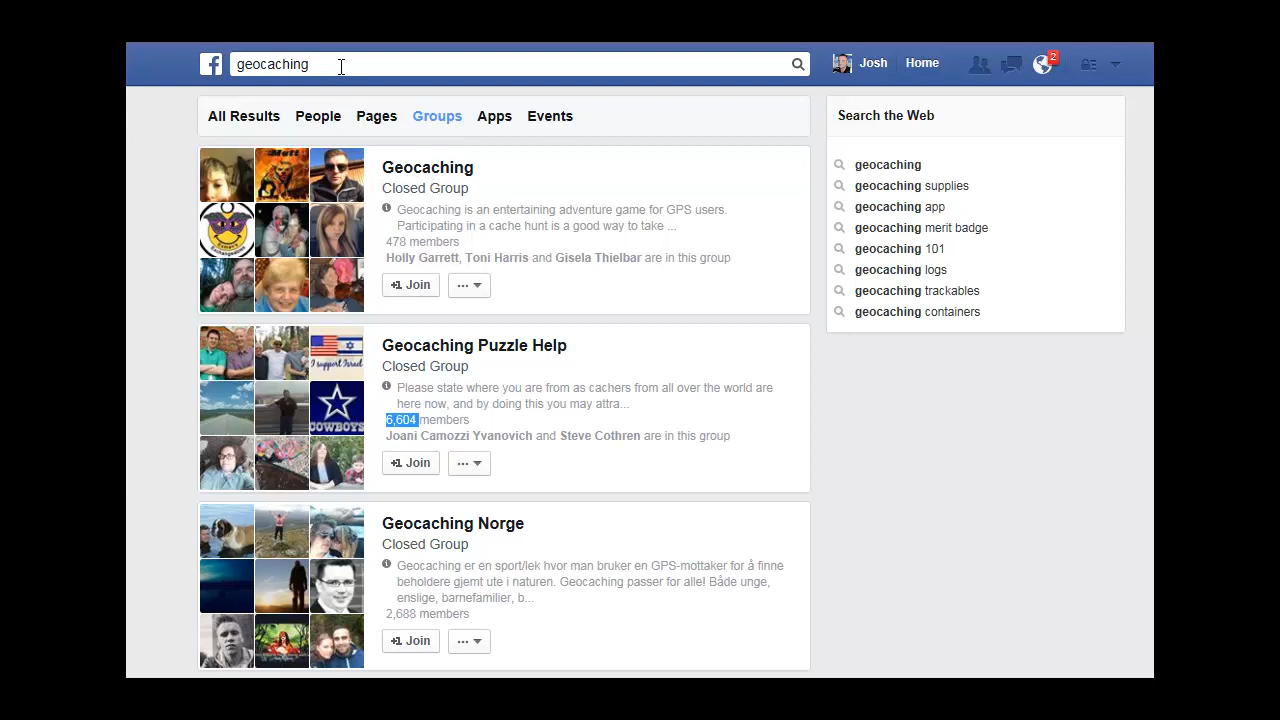 geocaching
Josh
Home
2
All Results People Pages Groups Apps Events
Geocaching
Closed Group
Geocaching is an entertaining adventure game for GPS users.
Participating in a cache hunt is a good way to take ...
478 members
Holly Garrett, Toni Harris and Gisela Thielbar are in this group
+1 Join
Geocaching Puzzle Help
Closed Group
Please state where you are from as cachers from all over the world are
here now, and by doing this you may attra...
6,604 members
Joani Camozzi Yvanovich and Steve Cothren are in this group
+1 Join
I support Israel
COWBOYS
Geocaching Norge
Closed Group
Geocaching er en sport/lek hvor man bruker en GPS-mottaker for å finne
beholdere gjemt ute i naturen. Geocaching passer for alle! Både unge,
enslige, barnefamilier, b...
2,688 members
+1 Join
Search the Web
geocaching
geocaching supplies
geocaching app
geocaching merit badge
geocaching 101
geocaching logs
geocaching trackables
geocaching containers